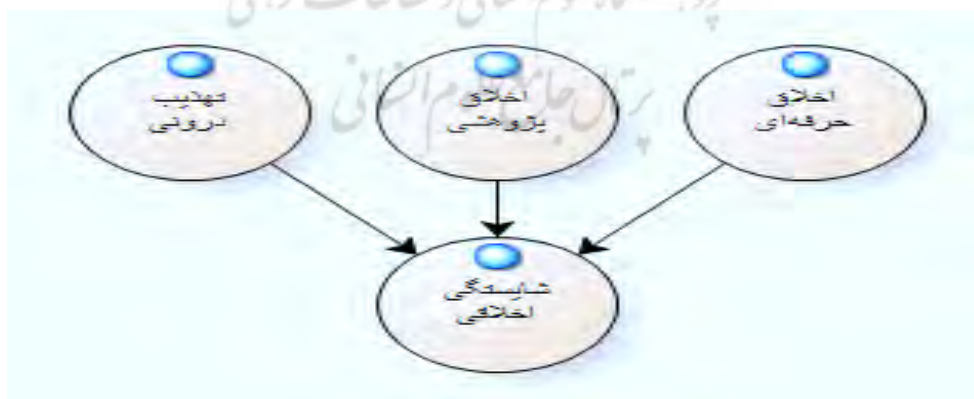 پرتال جامع علوم انسانی
اخلاق
حرفه‌ای
اخلاق
پژوهشی
تهذیب
درونی
شایستگی
اخلاقی